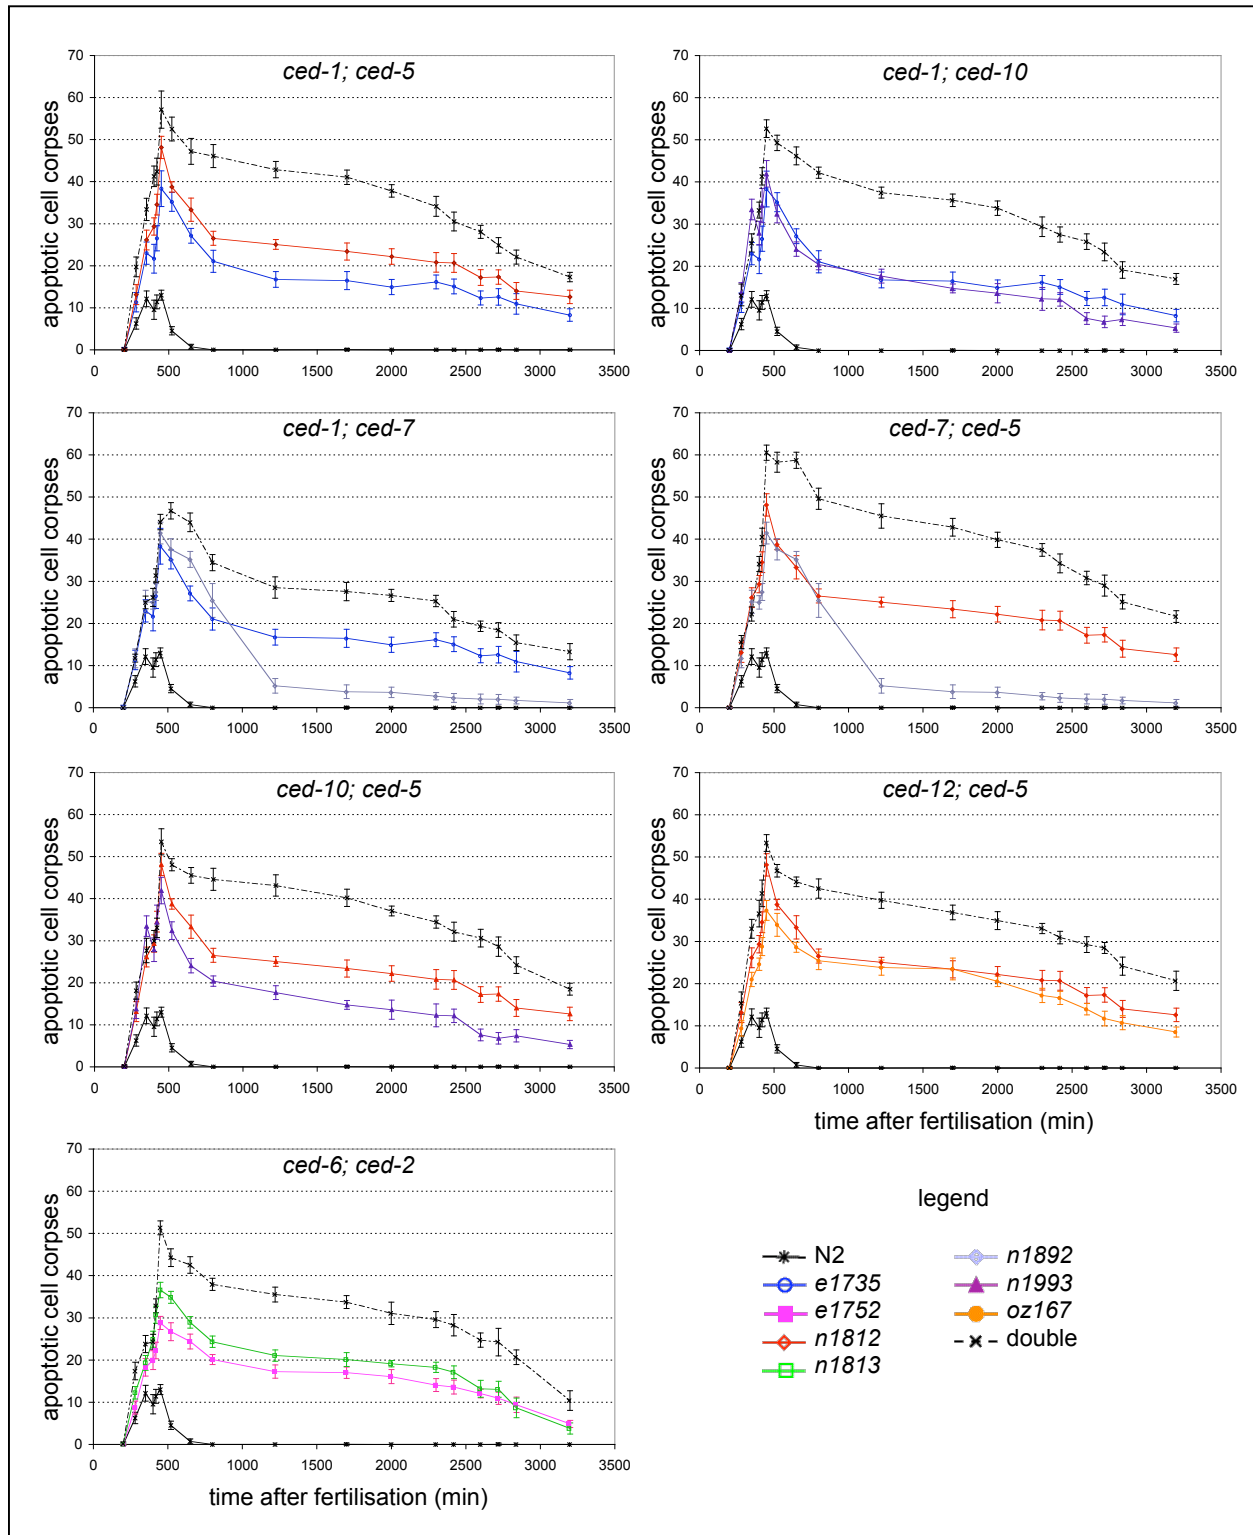 ced-1; ced-5
apoptotic cell corpses
70
60
50
40
30
20
10
0
0 500 1000 1500 2000 2500 3000 3500
ced-1; ced-10
apoptotic cell corpses
70
60
50
40
30
20
10
0
0 500 1000 1500 2000 2500 3000 3500
ced-1; ced-7
apoptotic cell corpses
70
60
50
40
30
20
10
0
0 500 1000 1500 2000 2500 3000 3500
ced-7; ced-5
apoptotic cell corpses
70
60
50
40
30
20
10
0
0 500 1000 1500 2000 2500 3000 3500
ced-10; ced-5
apoptotic cell corpses
70
60
50
40
30
20
10
0
0 500 1000 1500 2000 2500 3000 3500
ced-12; ced-5
apoptotic cell corpses
70
60
50
40
30
20
10
0
0 500 1000 1500 2000 2500 3000 3500
time after fertilisation (min)
ced-6; ced-2
apoptotic cell corpses
70
60
50
40
30
20
10
0
0 500 1000 1500 2000 2500 3000 3500
time after fertilisation (min)
legend
N2
e1735
e1752
n1812
n1813
n1892
n1993
oz167
double